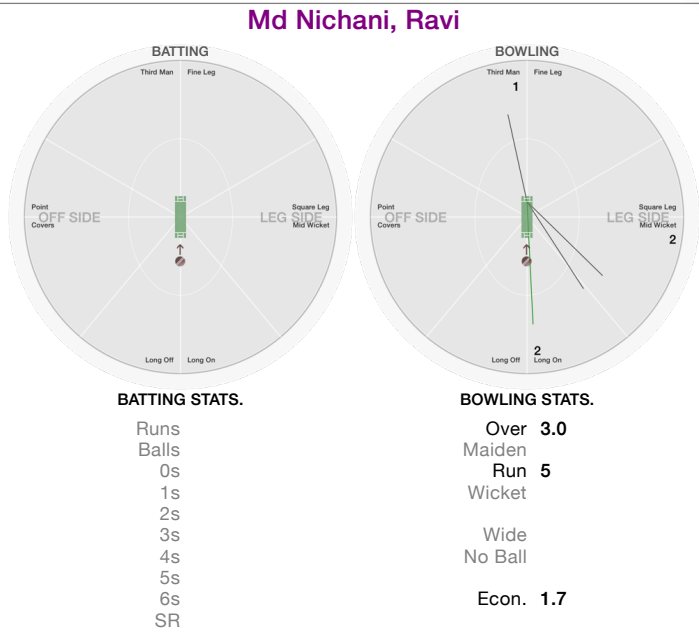 Md Nichani, Ravi
BATTING
Third Man Fine Leg
Point
OFF SIDE
Covers
Square Leg
LEG SIDE
Mid Wicket
Long Off Long On
BATTING STATS.
Runs
Balls
0s
1s
2s
3s
4s
5s
6s
SR
BOWLING
Third Man Fine Leg
1
Point
OFF SIDE
Covers
Square Leg
LEG SIDE
Mid Wicket
2
2
Long Off Long On
BOWLING STATS.
Over 3.0
Maiden
Run 5
Wicket
Wide
No Ball
Econ. 1.7